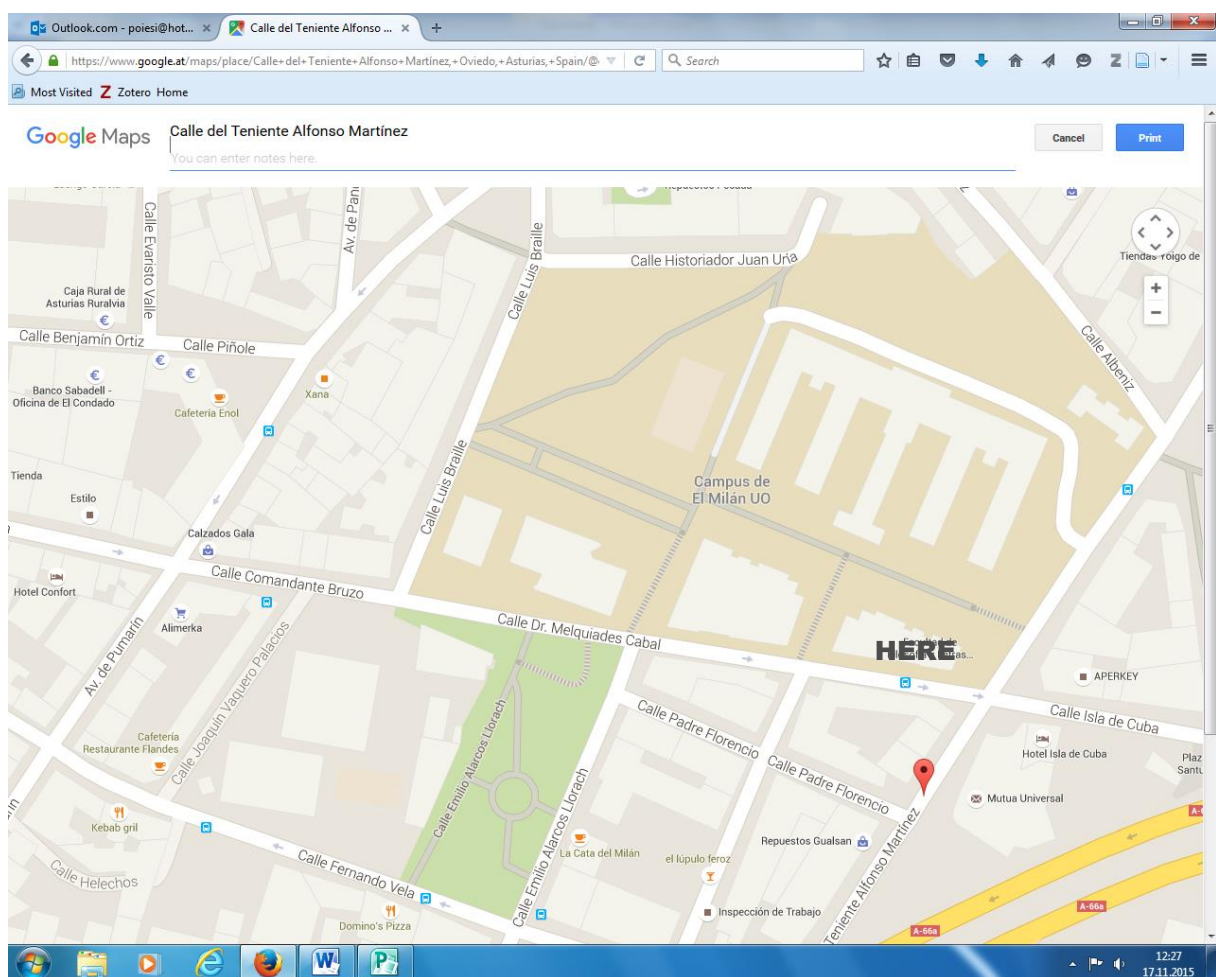 Outlook.com - poiesi@hot...
Calle del Teniente Alfonso ...
https://www.google.at/maps/place/Calle+del+Teniente+Alfonso+Martínez,+Oviedo,+Asturias,+Spain/@
Search
Most Visited
Z Zotero
Home
Google Maps
Calle del Teniente Alfonso Martínez
You can enter notes here.
Cancel
Print
Calle Evaristo Valle
Av. de
Calle Luis Braille
Calle Historiador Juan Uría
Tiendas Yoigo de
Caja Rural de
Asturias Ruralvia
Calle Benjamín Ortiz
Calle Piñole
Calle Albeniz
Banco Sabadell -
Oficina de El Condado
Cafetería Enol
Xana
Tienda
Estilo
Calle Luis Braille
Campus de
El Milán UO
Calzados Gala
Hotel Confort
Calle Comandante Bruzo
Alimerka
Calle Dr. Melquiades Cabal
HERE
Av. de Pumarín
Calle Joaquín Vaquero Palacios
APERKEY
Calle Isla de Cuba
Calle Padre Florencio
Calle Padre Florencio
Hotel Isla de Cuba
Cafetería
Restaurante Flandes
Calle Emilio Alarcos Llorach
Calle Emilio Alarcos Llorach
Mutua Universal
Kebab gril
La Cata del Milán
el lúpulo feroz
Repuestos Gualsan
Teniente Alfonso Martínez
Calle Helechos
Calle Fernando Vela
Domino's Pizza
Inspección de Trabajo
A-66a
A-66a
12:27
17.11.2015